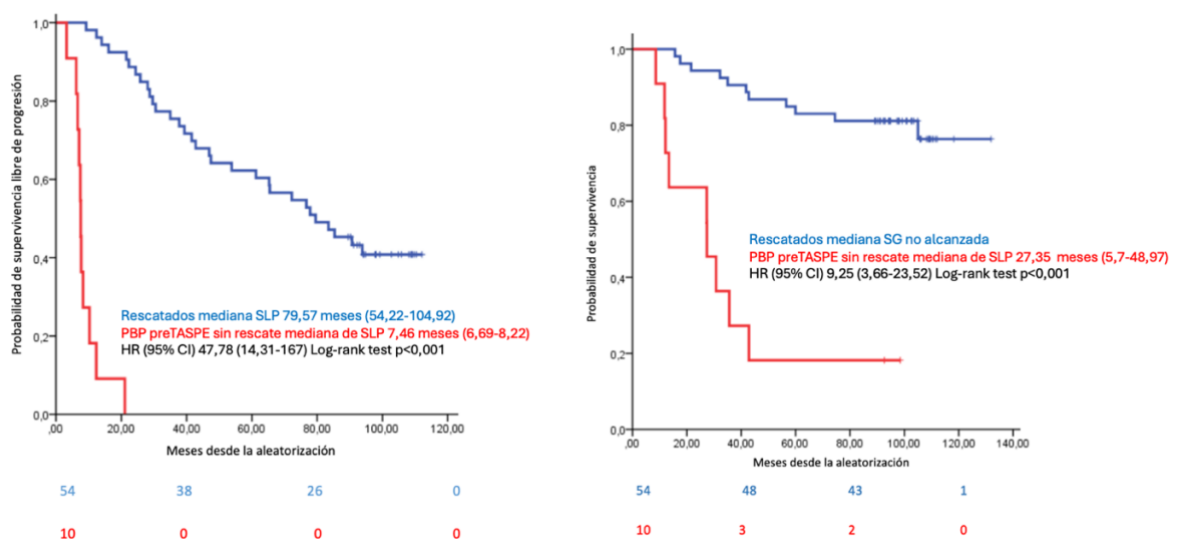 Probabilidad de supervivencia libre de progresión
1,0
0,8
0,6
0,4
0,2
0,0
Rescatados mediana SLP 79,57 meses (54,22-104,92)
PBP preTASPE sin rescate mediana de SLP 7,46 meses (6,69-8,22)
HR (95% CI) 47,78 (14,31-167) Log-rank test p<0,001
,00 20,00 40,00 60,00 80,00 100,00 120,00
Meses desde la aleatorización
54 38 26 0
10 0 0 0
Probabilidad de supervivencia
1,0
0,8
0,6
0,4
0,2
0,0
Rescatados mediana SG no alcanzada
PBP preTASPE sin rescate mediana de SLP 27,35 meses (5,7-48,97)
HR (95% CI) 9,25 (3,66-23,52) Log-rank test p<0,001
,00 20,00 40,00 60,00 80,00 100,00 120,00 140,00
Meses desde la aleatorización
54 48 43 1
10 3 2 0